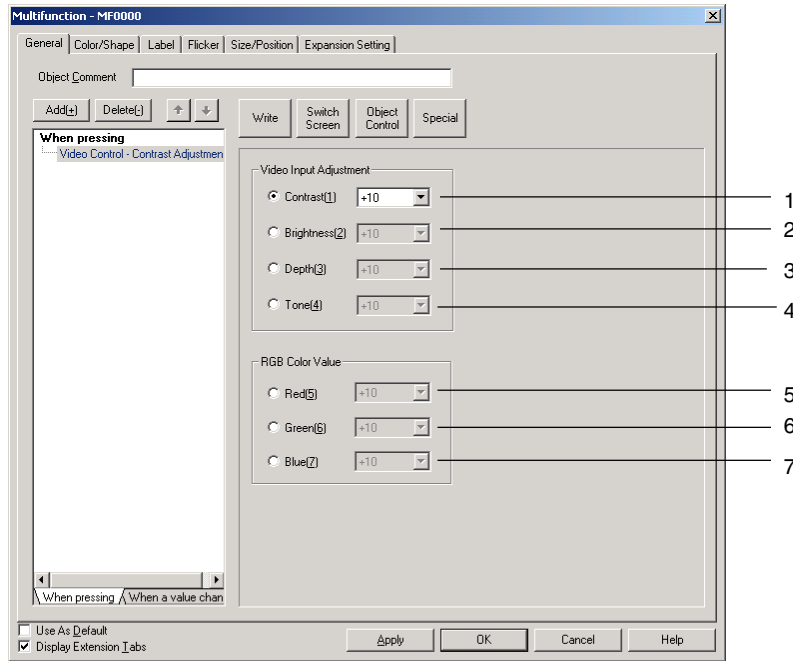 Multifunction - MF0000
General Color/Shape Label Flicker Size/Position Expansion Setting
Object Comment
Add(+) Delete(-)
Write
Switch Screen
Object Control
Special
When pressing
Video Control - Contrast Adjustmen
Video Input Adjustment
Contrast(1) +10 1
Brightness(2) +10 2
Depth(3) +10 3
Tone(4) +10 4
RGB Color Value
Red(5) +10 5
Green(6) +10 6
Blue(7) +10 7
When pressing When a value chan
Use As Default
Display Extension Tabs
Apply OK Cancel Help